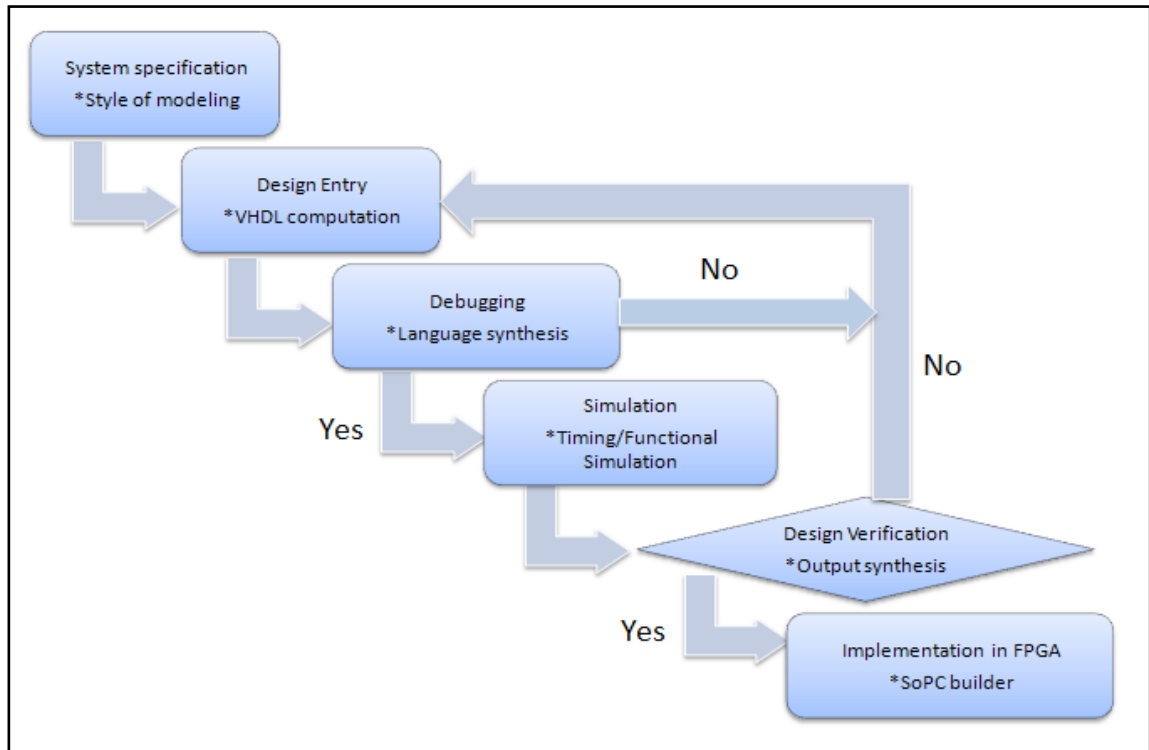 System specification
*Style of modeling
Design Entry
*VHDL computation
No
Debugging
*Language synthesis
No
Yes
Simulation
*Timing/Functional
Simulation
Design Verification
*Output synthesis
Yes
Implementation in FPGA
*SoPC builder